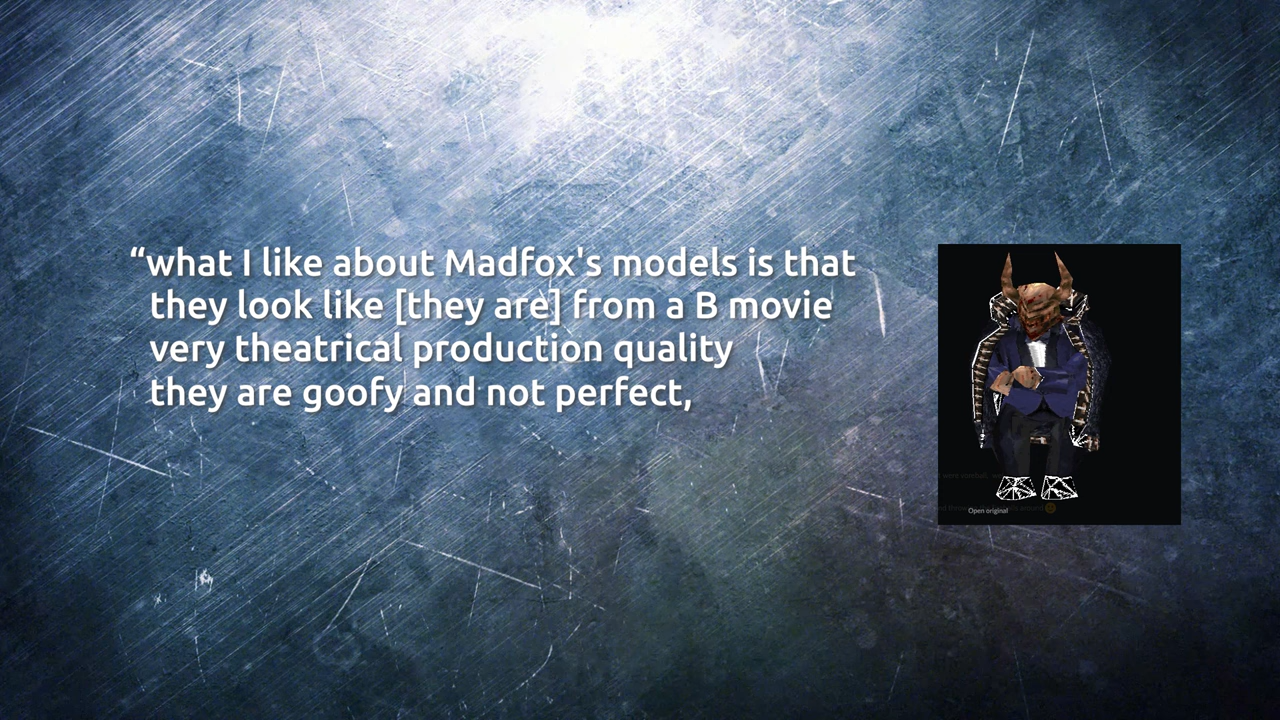 “what I like about Madfox's models is that
they look like [they are] from a B movie
very theatrical production quality
they are goofy and not perfect,
Open original